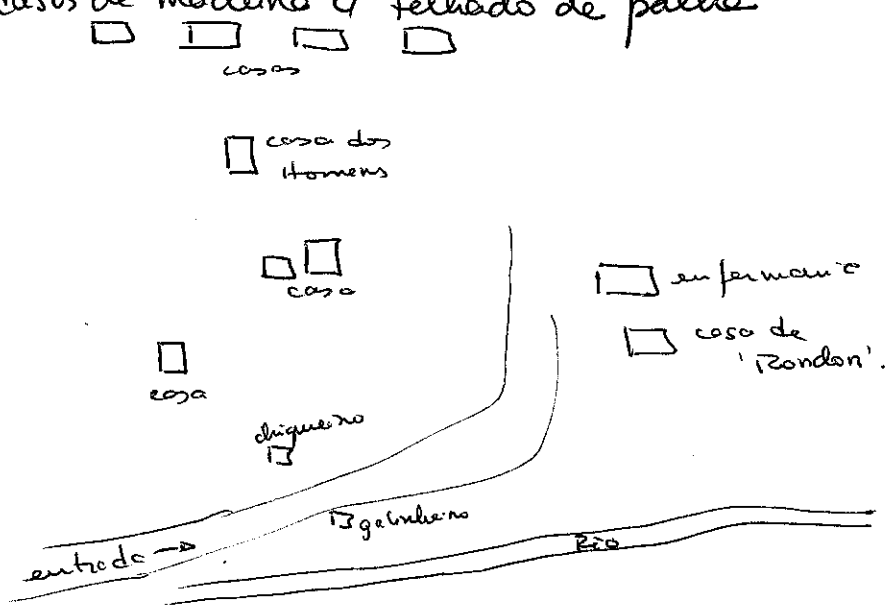 casas de madeira c/ telhado de palha
casas
casa dos
Homens
casa
enfermaria
casa de
'Rondon'.
casa
chiqueiro
galinheiro
entrada
Rio